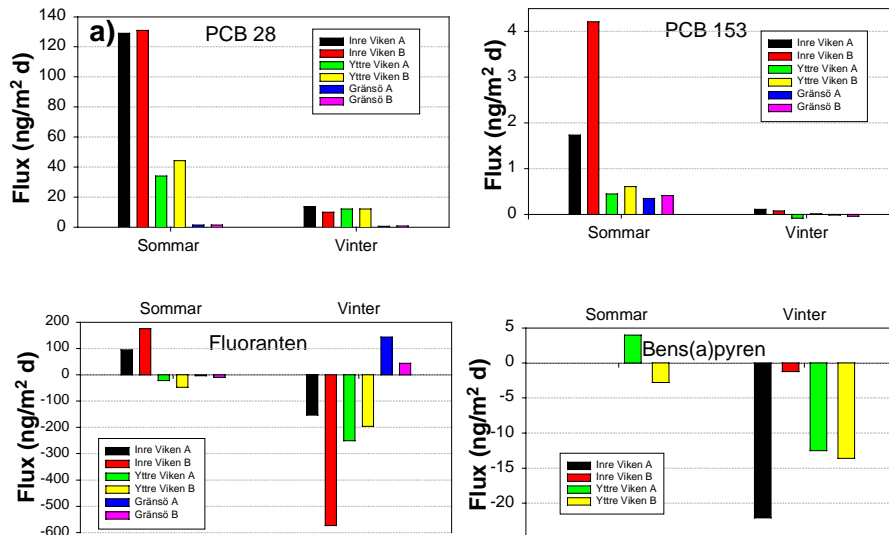 a)
PCB 28
Flux (ng/m² d)
140
120
100
80
60
40
20
0
Inre Viken A
Inre Viken B
Yttre Viken A
Yttre Viken B
Gränsö A
Gränsö B
Sommar
Vinter
PCB 153
Flux (ng/m² d)
4
2
1
0
Inre Viken A
Inre Viken B
Yttre Viken A
Yttre Viken B
Gränsö A
Gränsö B
Sommar
Vinter
Sommar
Vinter
Fluoranten
Flux (ng/m² d)
200
100
0
-100
-200
-300
-400
-500
-600
Inre Viken A
Inre Viken B
Yttre Viken A
Yttre Viken B
Gränsö A
Gränsö B
Sommar
Vinter
Bens(a)pyren
Flux (ng/m² d)
5
0
-5
-10
-15
-20
Inre Viken A
Inre Viken B
Yttre Viken A
Yttre Viken B